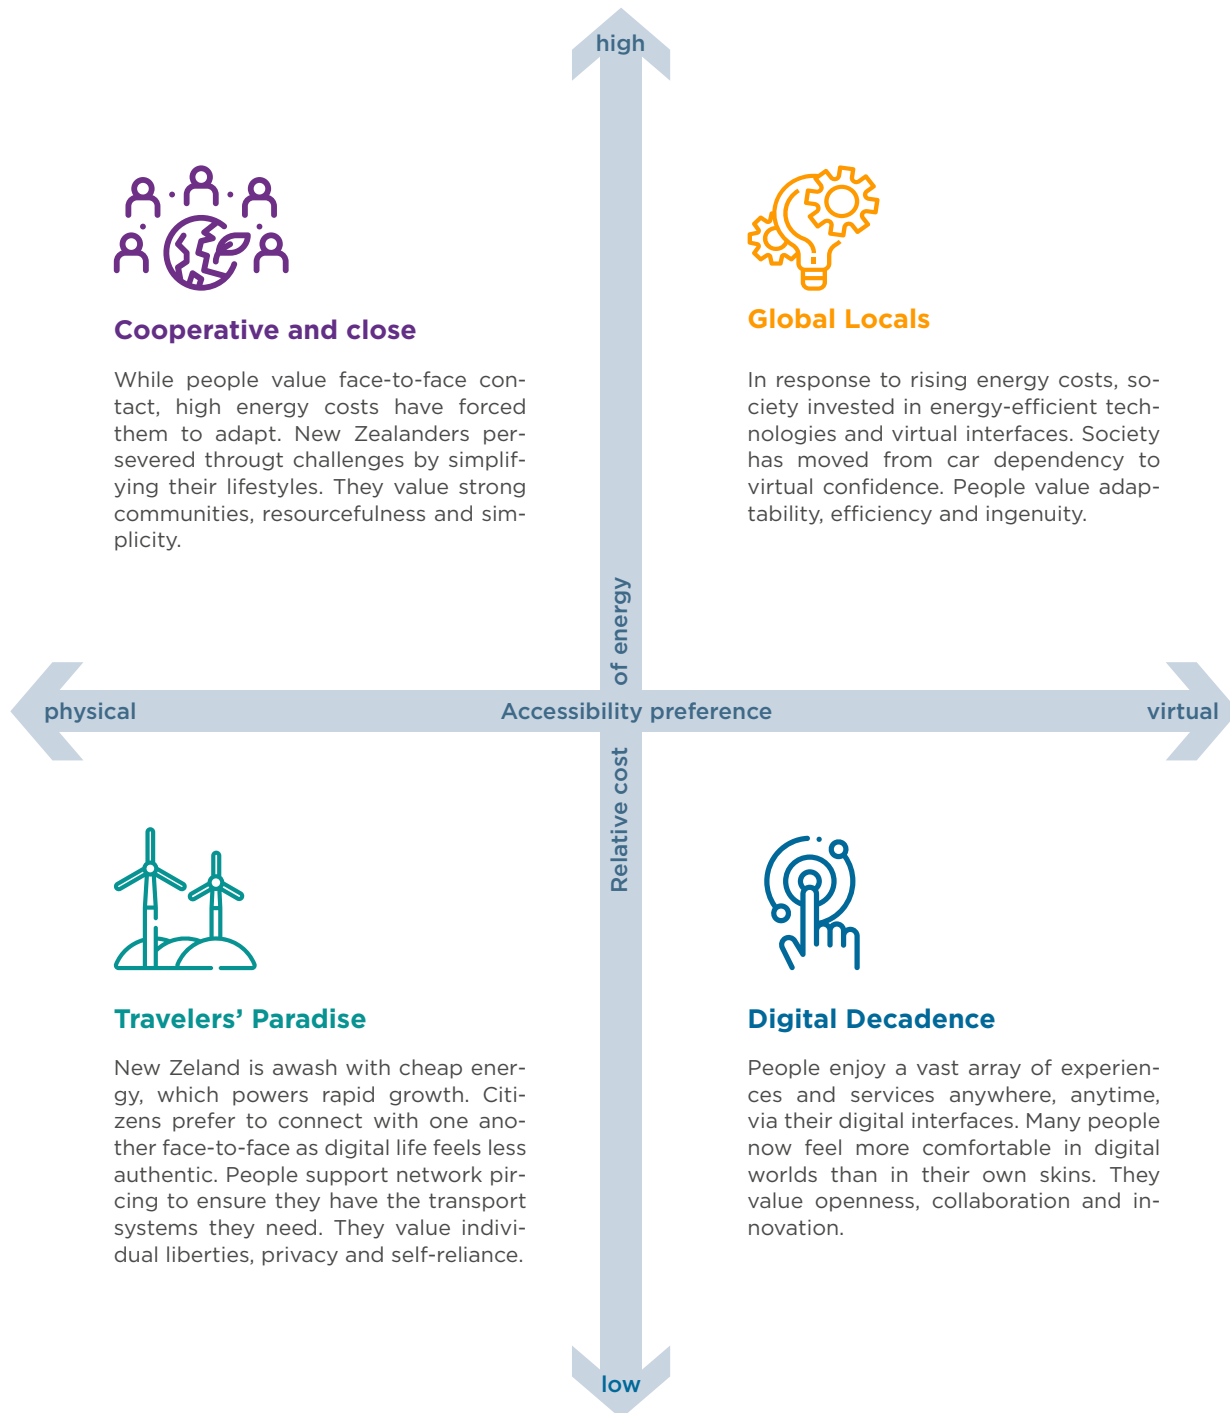 high
Cooperative and close
While people value face-to-face con-
tact, high energy costs have forced
them to adapt. New Zealanders per-
severed througt challenges by simplif-
ying their lifestyles. They value strong
communities, resourcefulness and sim-
plicity.
Global Locals
In response to rising energy costs, so-
ciety invested in energy-efficient tech-
nologies and virtual interfaces. Society
has moved from car dependency to
virtual confidence. People value adap-
tability, efficiency and ingenuity.
physical
Accessibility preference
virtual
Relative cost of energy
Travelers’ Paradise
New Zeland is awash with cheap ener-
gy, which powers rapid growth. Citi-
zens prefer to connect with one ano-
ther face-to-face as digital life feels less
authentic. People support network pir-
cing to ensure they have the transport
systems they need. They value indivi-
dual liberties, privacy and self-reliance.
Digital Decadence
People enjoy a vast array of experien-
ces and services anywhere, anytime,
via their digital interfaces. Many people
now feel more comfortable in digital
worlds than in their own skins. They
value openness, collaboration and in-
novation.
low